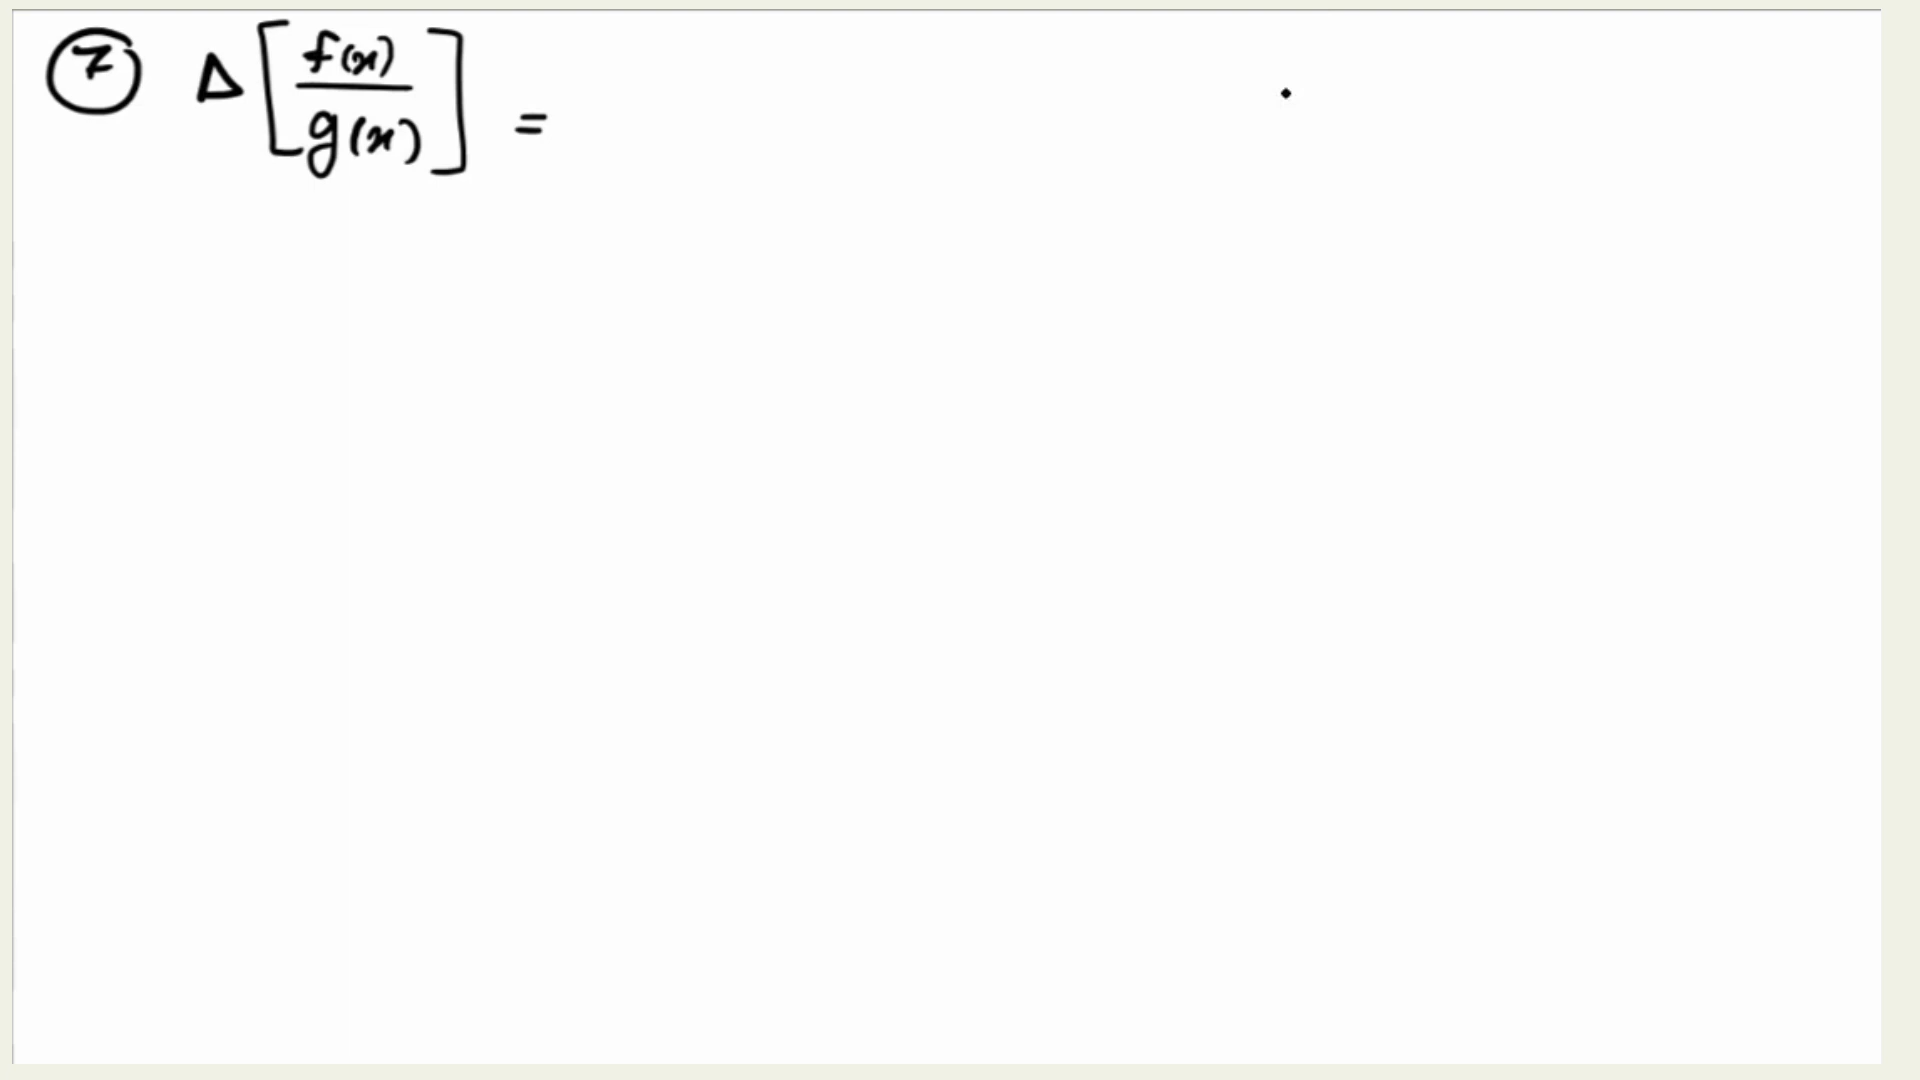 ⑦ Δ[f(x)/g(x)] =